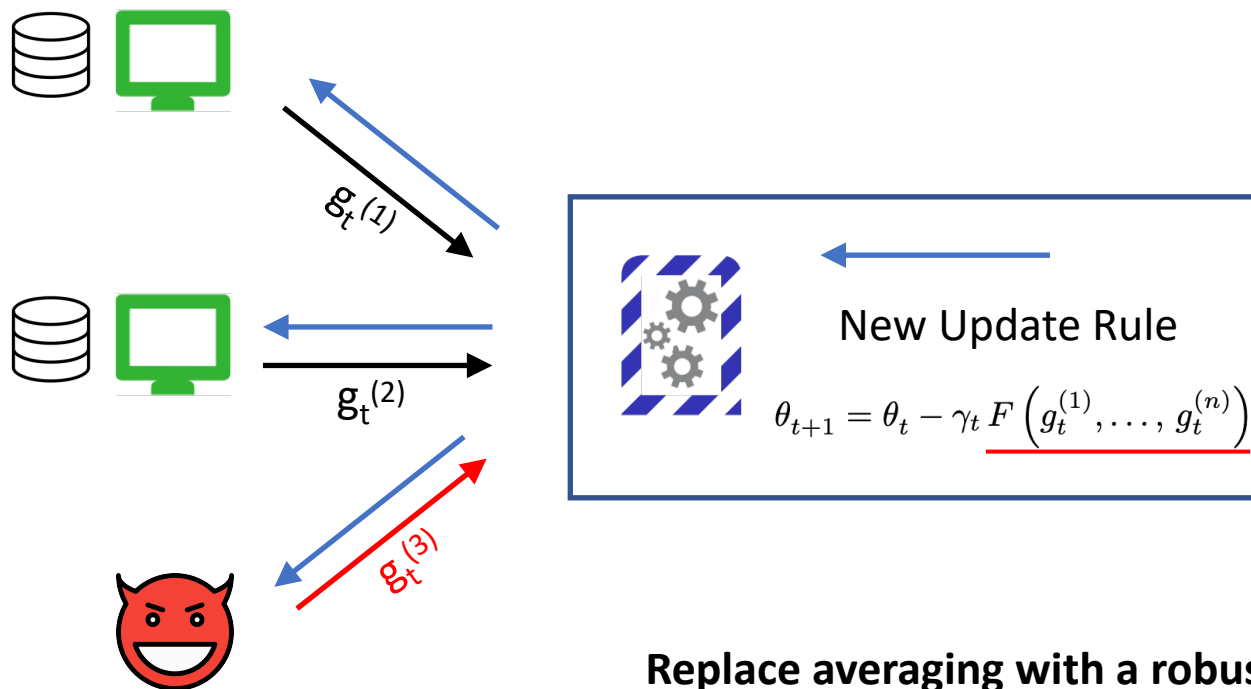 g_t^(1)
New Update Rule
g_t^(2)
θ_{t+1} = θ_t − γ_t F(g_t^{(1)}, …, g_t^{(n)})
g_t^(3)
Replace averaging with a